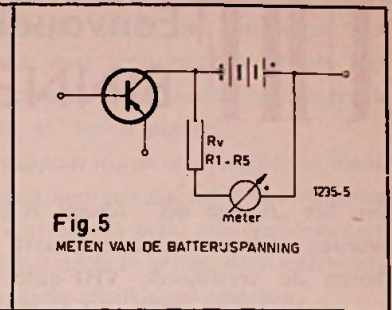 Rv
R1-R5
meter
1235-5
Fig.5
METEN VAN DE BATTERIJSPANNING